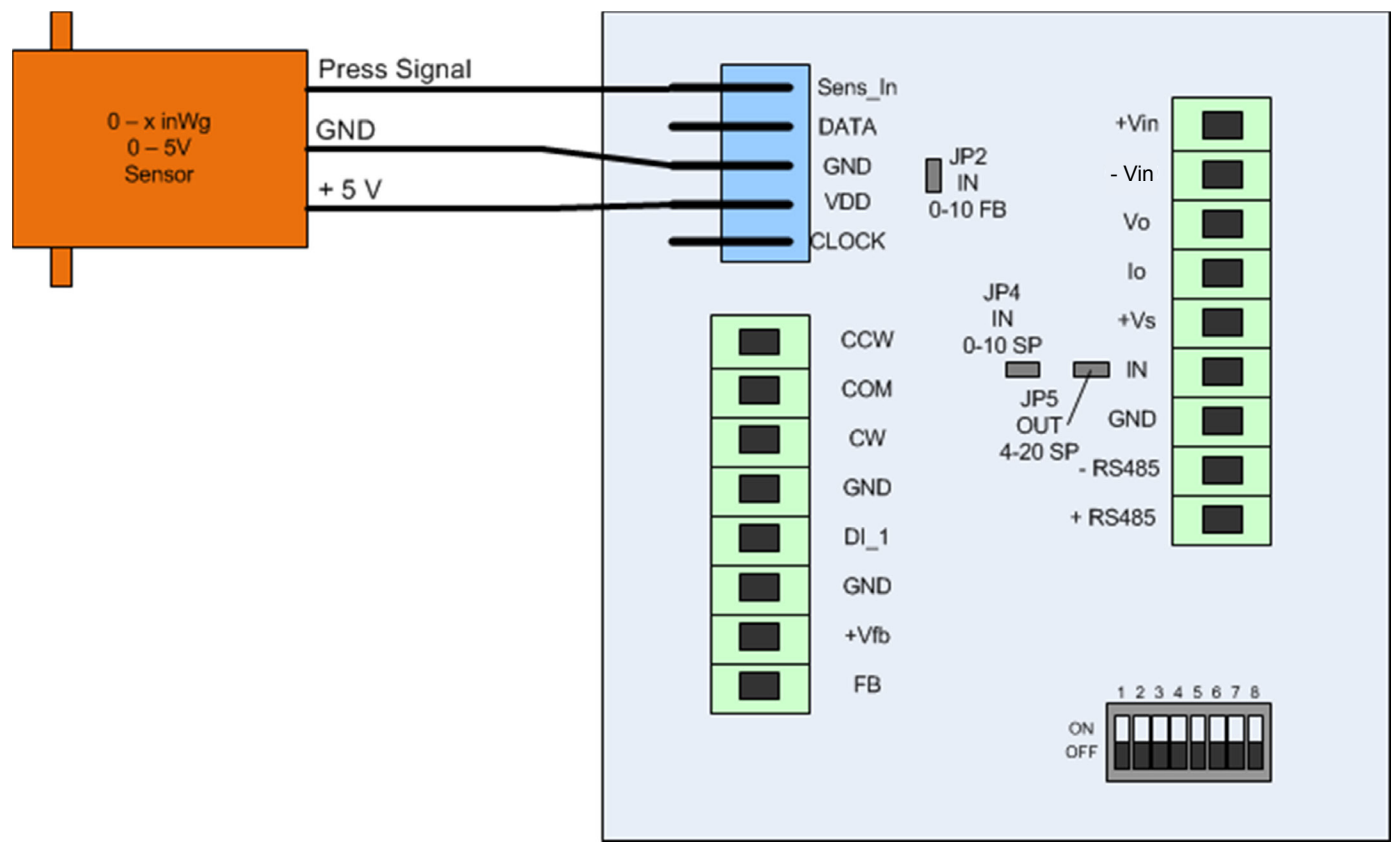 0 – x inWg
0 – 5V
Sensor
Press Signal
GND
+ 5 V
Sens_In
DATA
GND
VDD
CLOCK
JP2
IN
0-10 FB
JP4
IN
0-10 SP
JP5
OUT
4-20 SP
CCW
COM
CW
GND
DI_1
GND
+Vfb
FB
+Vin
- Vin
Vo
Io
+Vs
IN
GND
- RS485
+ RS485
1 2 3 4 5 6 7 8
ON
OFF